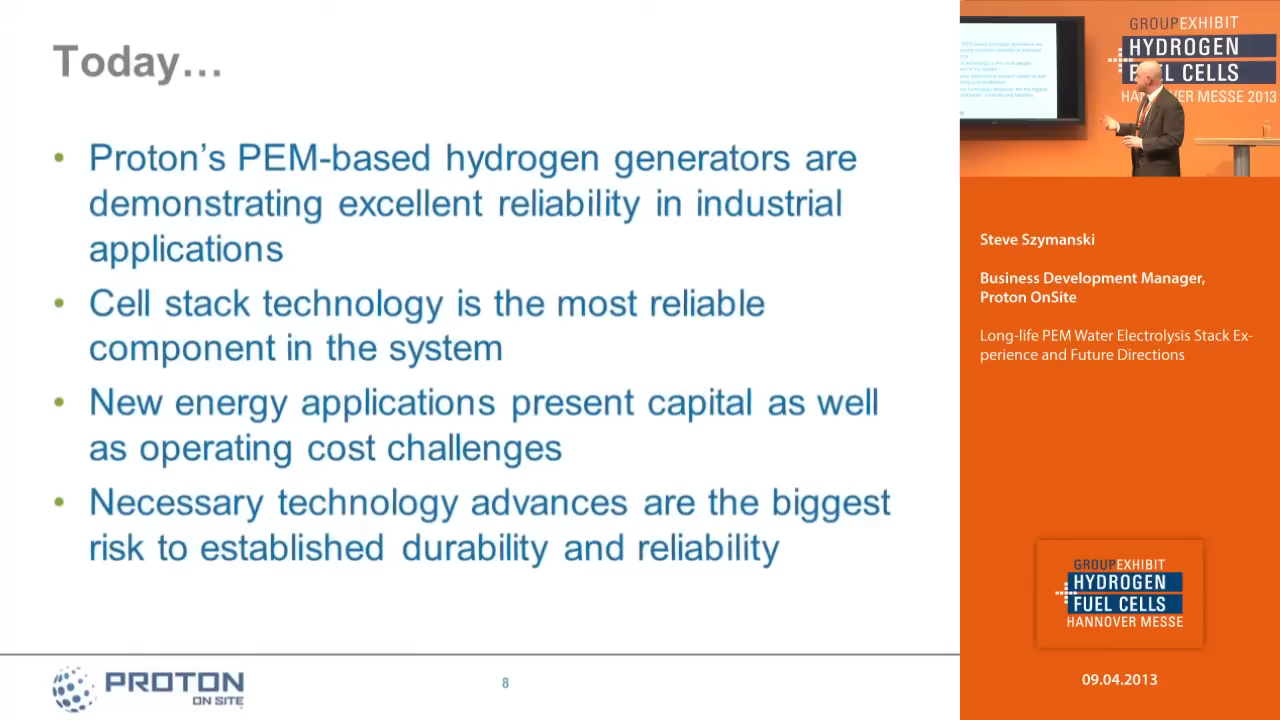 Today…
• Proton’s PEM-based hydrogen generators are
demonstrating excellent reliability in industrial
applications
• Cell stack technology is the most reliable
component in the system
• New energy applications present capital as well
as operating cost challenges
• Necessary technology advances are the biggest
risk to established durability and reliability
PROTON
ON SITE
8
GROUPEXHIBIT
HYDROGEN
FUEL CELLS
HANNOVER MESSE 2013
Steve Szymanski
Business Development Manager,
Proton OnSite
Long-life PEM Water Electrolysis Stack Ex-
perience and Future Directions
GROUPEXHIBIT
HYDROGEN
FUEL CELLS
HANNOVER MESSE
09.04.2013